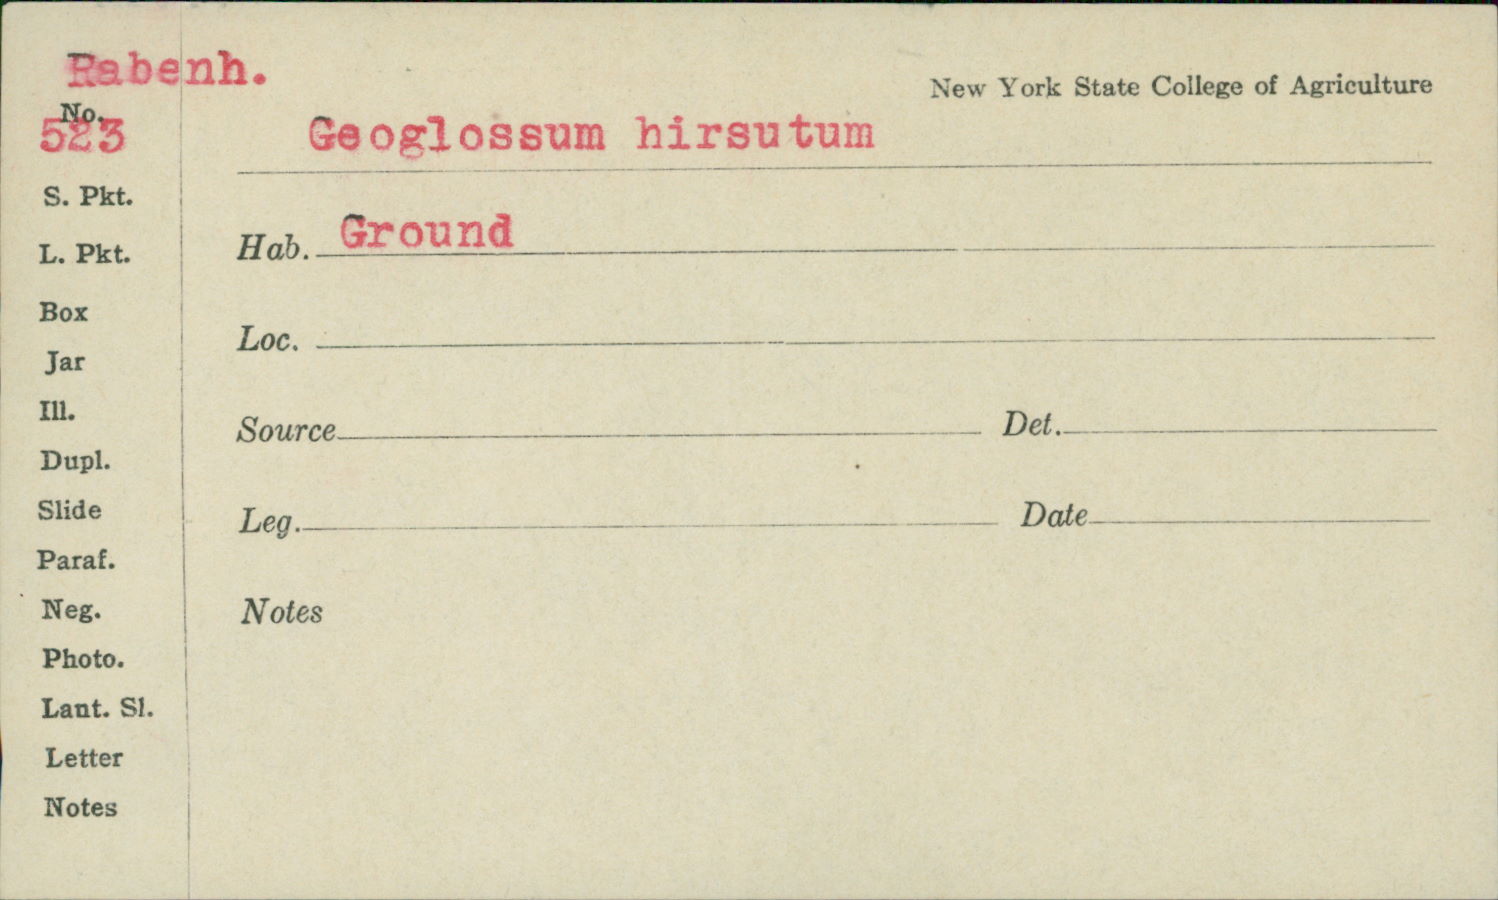 Rabenh.
New York State College of Agriculture
No.
523
Geoglossum hirsutum
S. Pkt.
Hab. Ground
L. Pkt.
Box
Loc.
Jar
Ill.
Source Det.
Dupl.
Slide
Leg. Date
Paraf.
Neg.
Notes
Photo.
Lant. Sl.
Letter
Notes